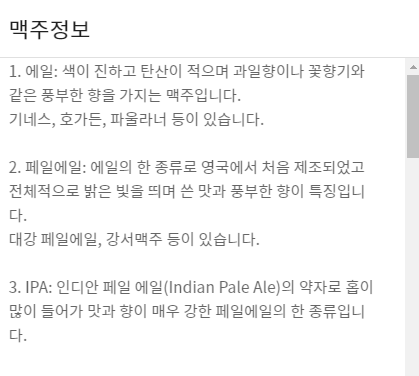 맥주정보
1. 에일: 색이 진하고 탄산이 적으며 과일향이나 꽃향기와
같은 풍부한 향을 가지는 맥주입니다.
기네스, 호가든, 파울라너 등이 있습니다.
2. 페일에일: 에일의 한 종류로 영국에서 처음 제조되었고
전체적으로 밝은 빛을 띄며 쓴 맛과 풍부한 향이 특징입니
다.
대강 페일에일, 강서맥주 등이 있습니다.
3. IPA: 인디안 페일 에일(Indian Pale Ale)의 약자로 홉이
많이 들어가 맛과 향이 매우 강한 페일에일의 한 종류입니
다.